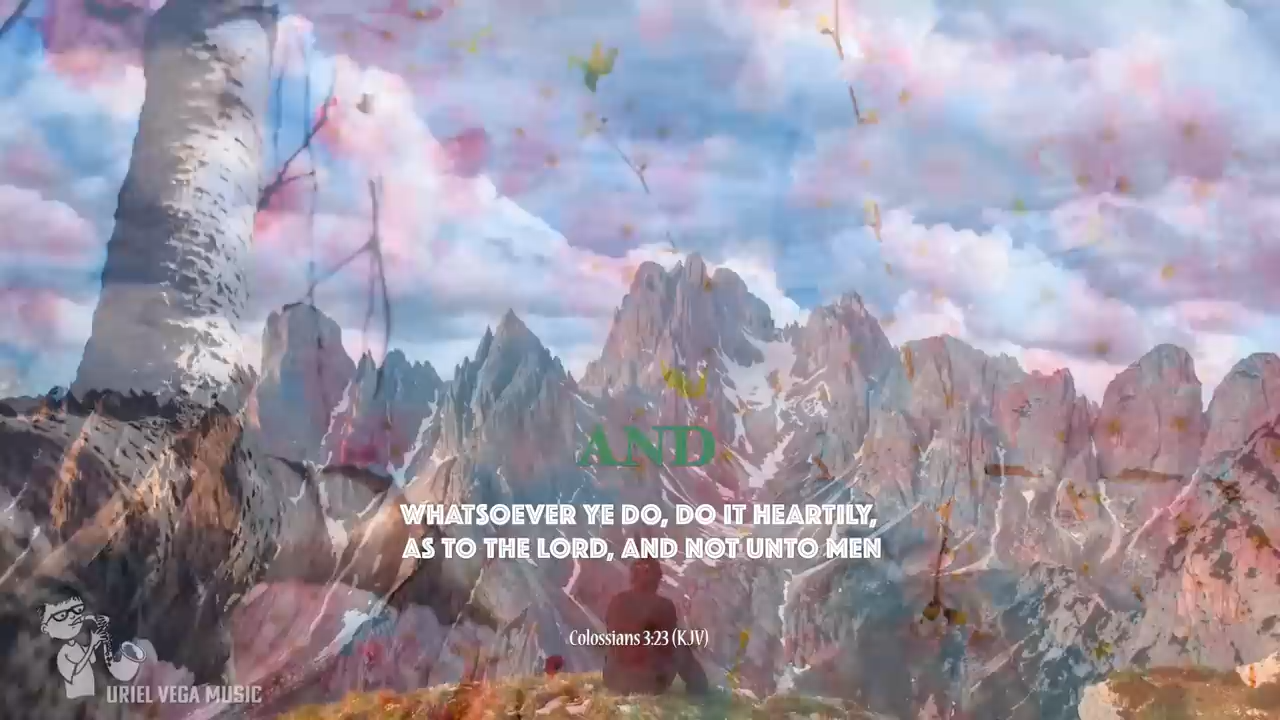 AND
WHATSOEVER YE DO, DO IT HEARTILY,
AS TO THE LORD, AND NOT UNTO MEN
Colossians 3:23 (KJV)
URIEL VEGA MUSIC